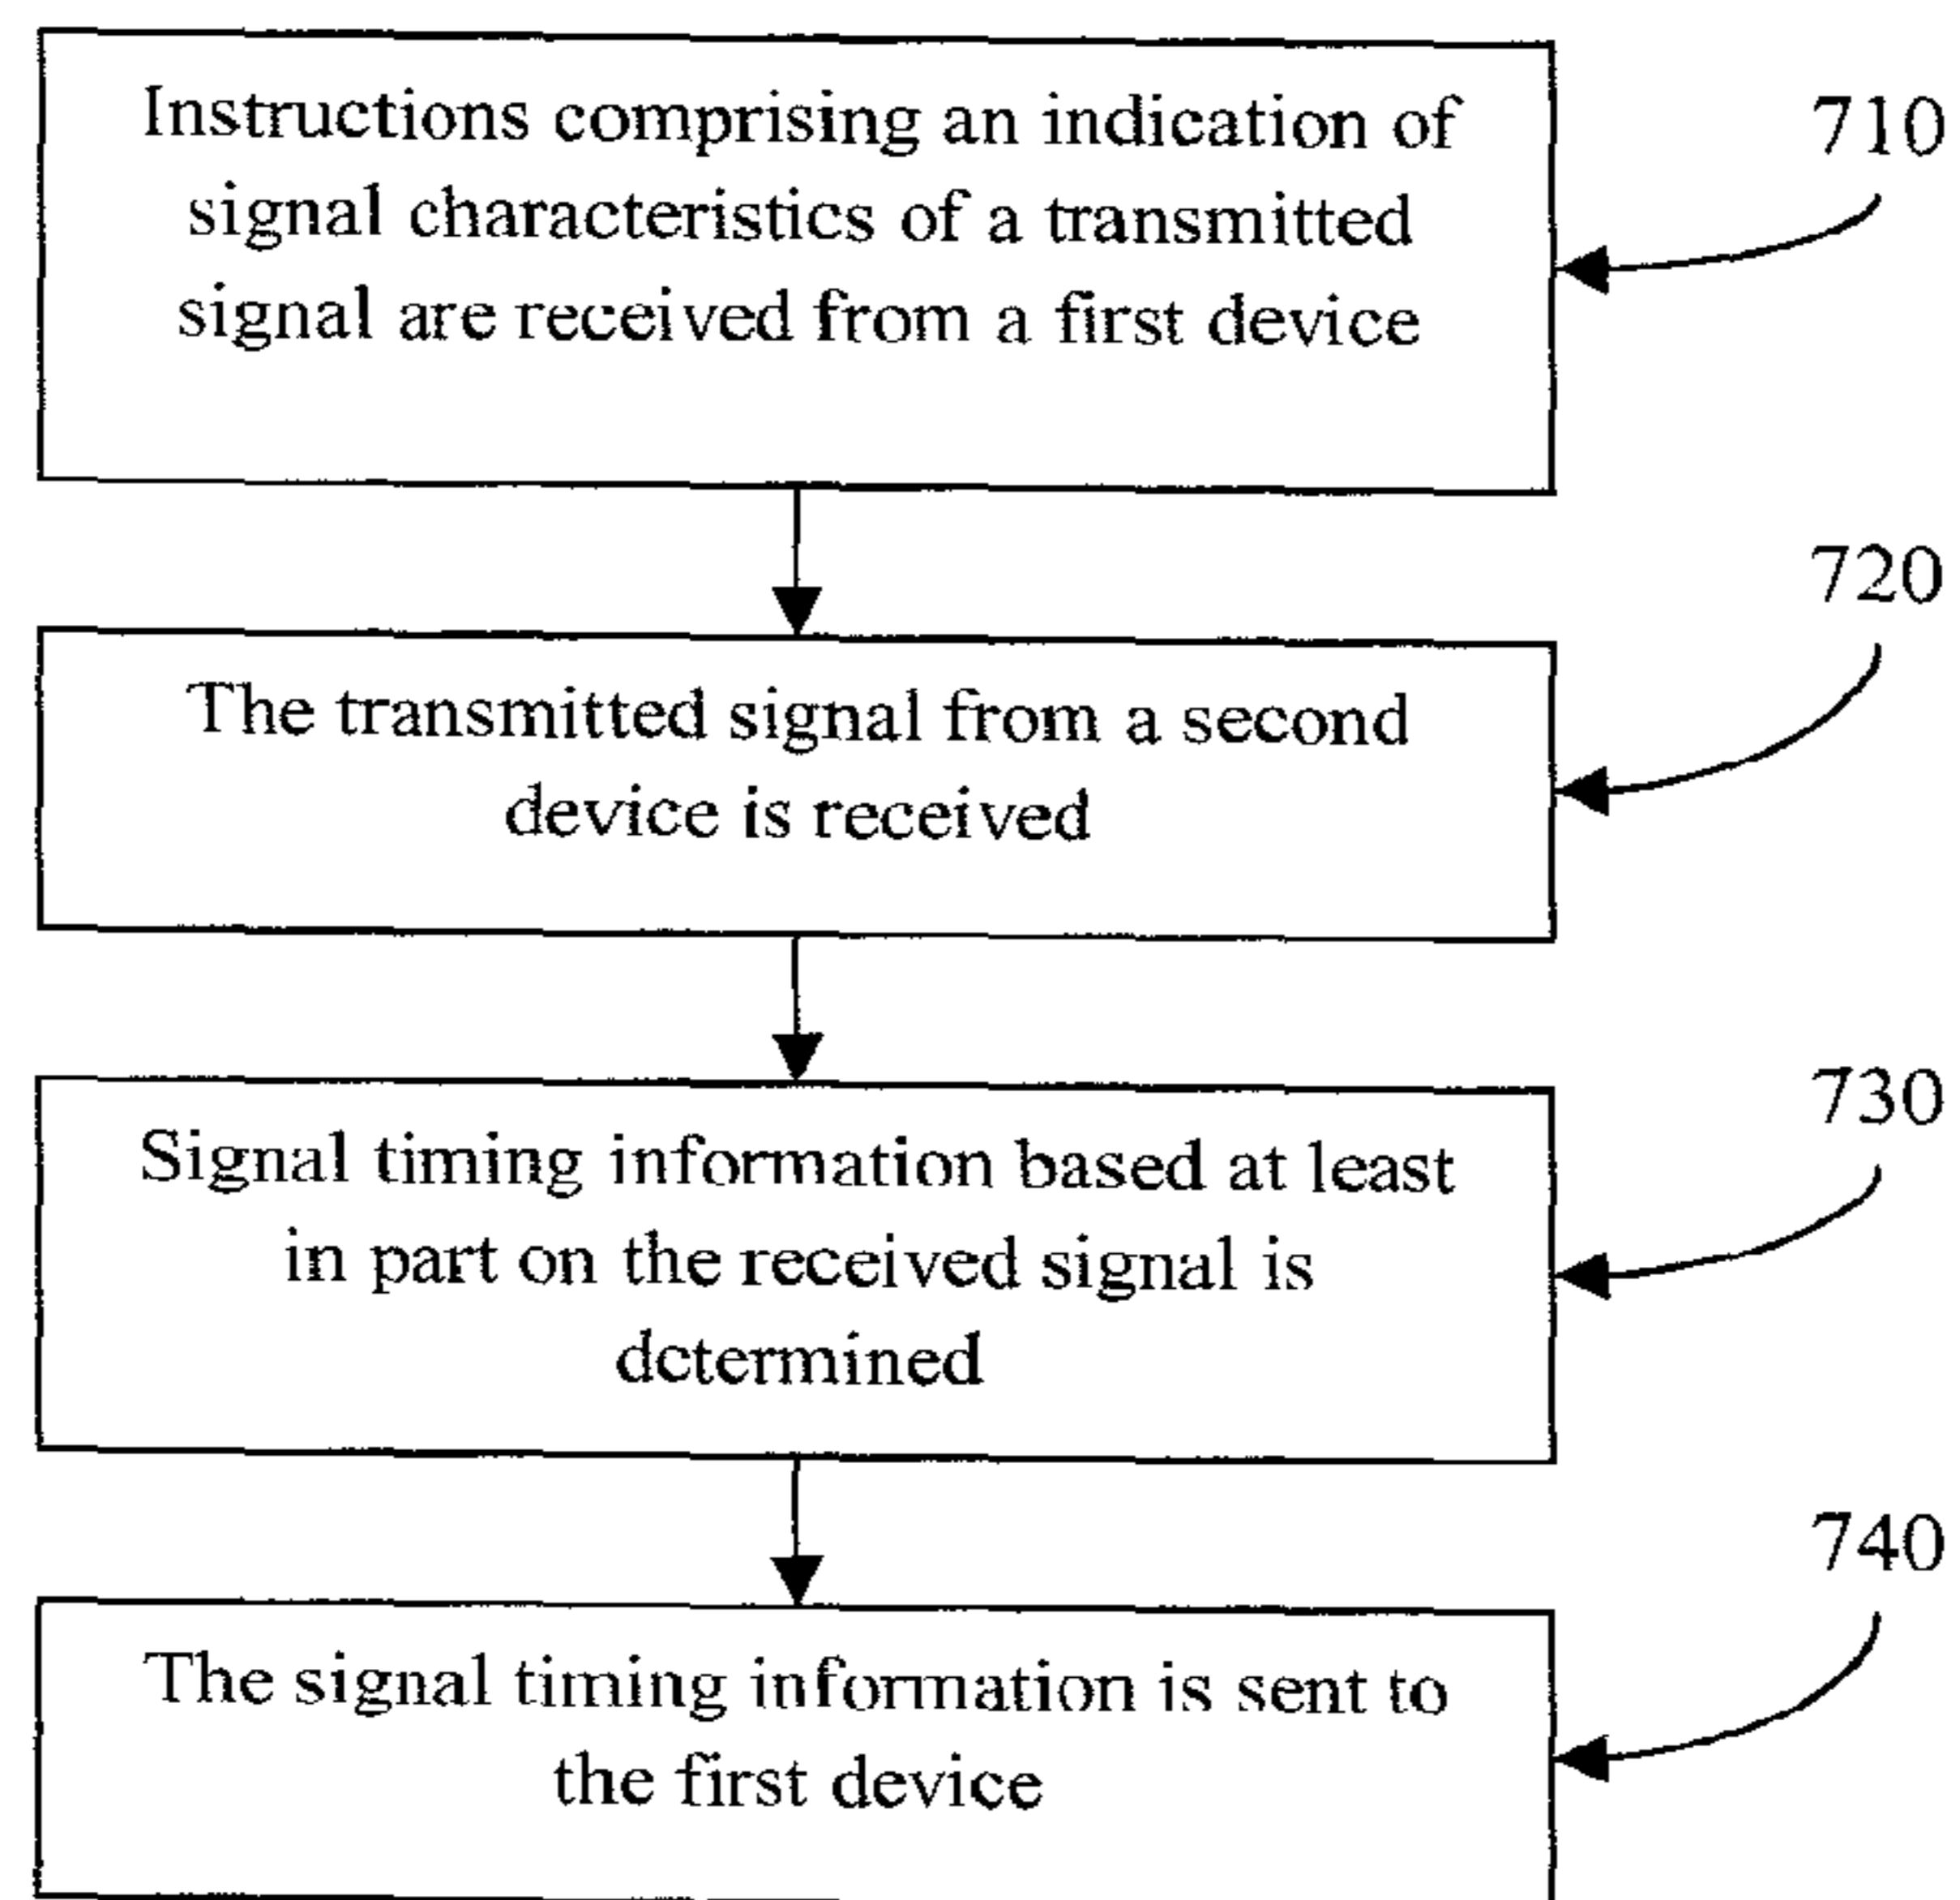 Instructions comprising an indication of
signal characteristics of a transmitted
signal are received from a first device
710
720
The transmitted signal from a second
device is received
730
Signal timing information based at least
in part on the received signal is
determined
740
The signal timing information is sent to
the first device